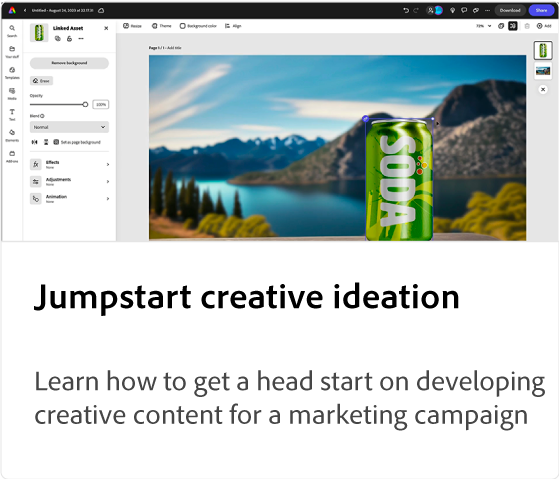 Untitled - August 24, 2023 at 22.17.31
Download
Share
Linked Asset
Resize
Theme
Background color
Align
72%
Add
Search
Your stuff
Templates
Media
Text
Elements
Add-ons
Remove background
Erase
Opacity
100%
Blend
Normal
Set as page background
Effects
None
Adjustments
None
Animation
None
Page 1 / 1 - Add title
SODA
Jumpstart creative ideation
Learn how to get a head start on developing
creative content for a marketing campaign